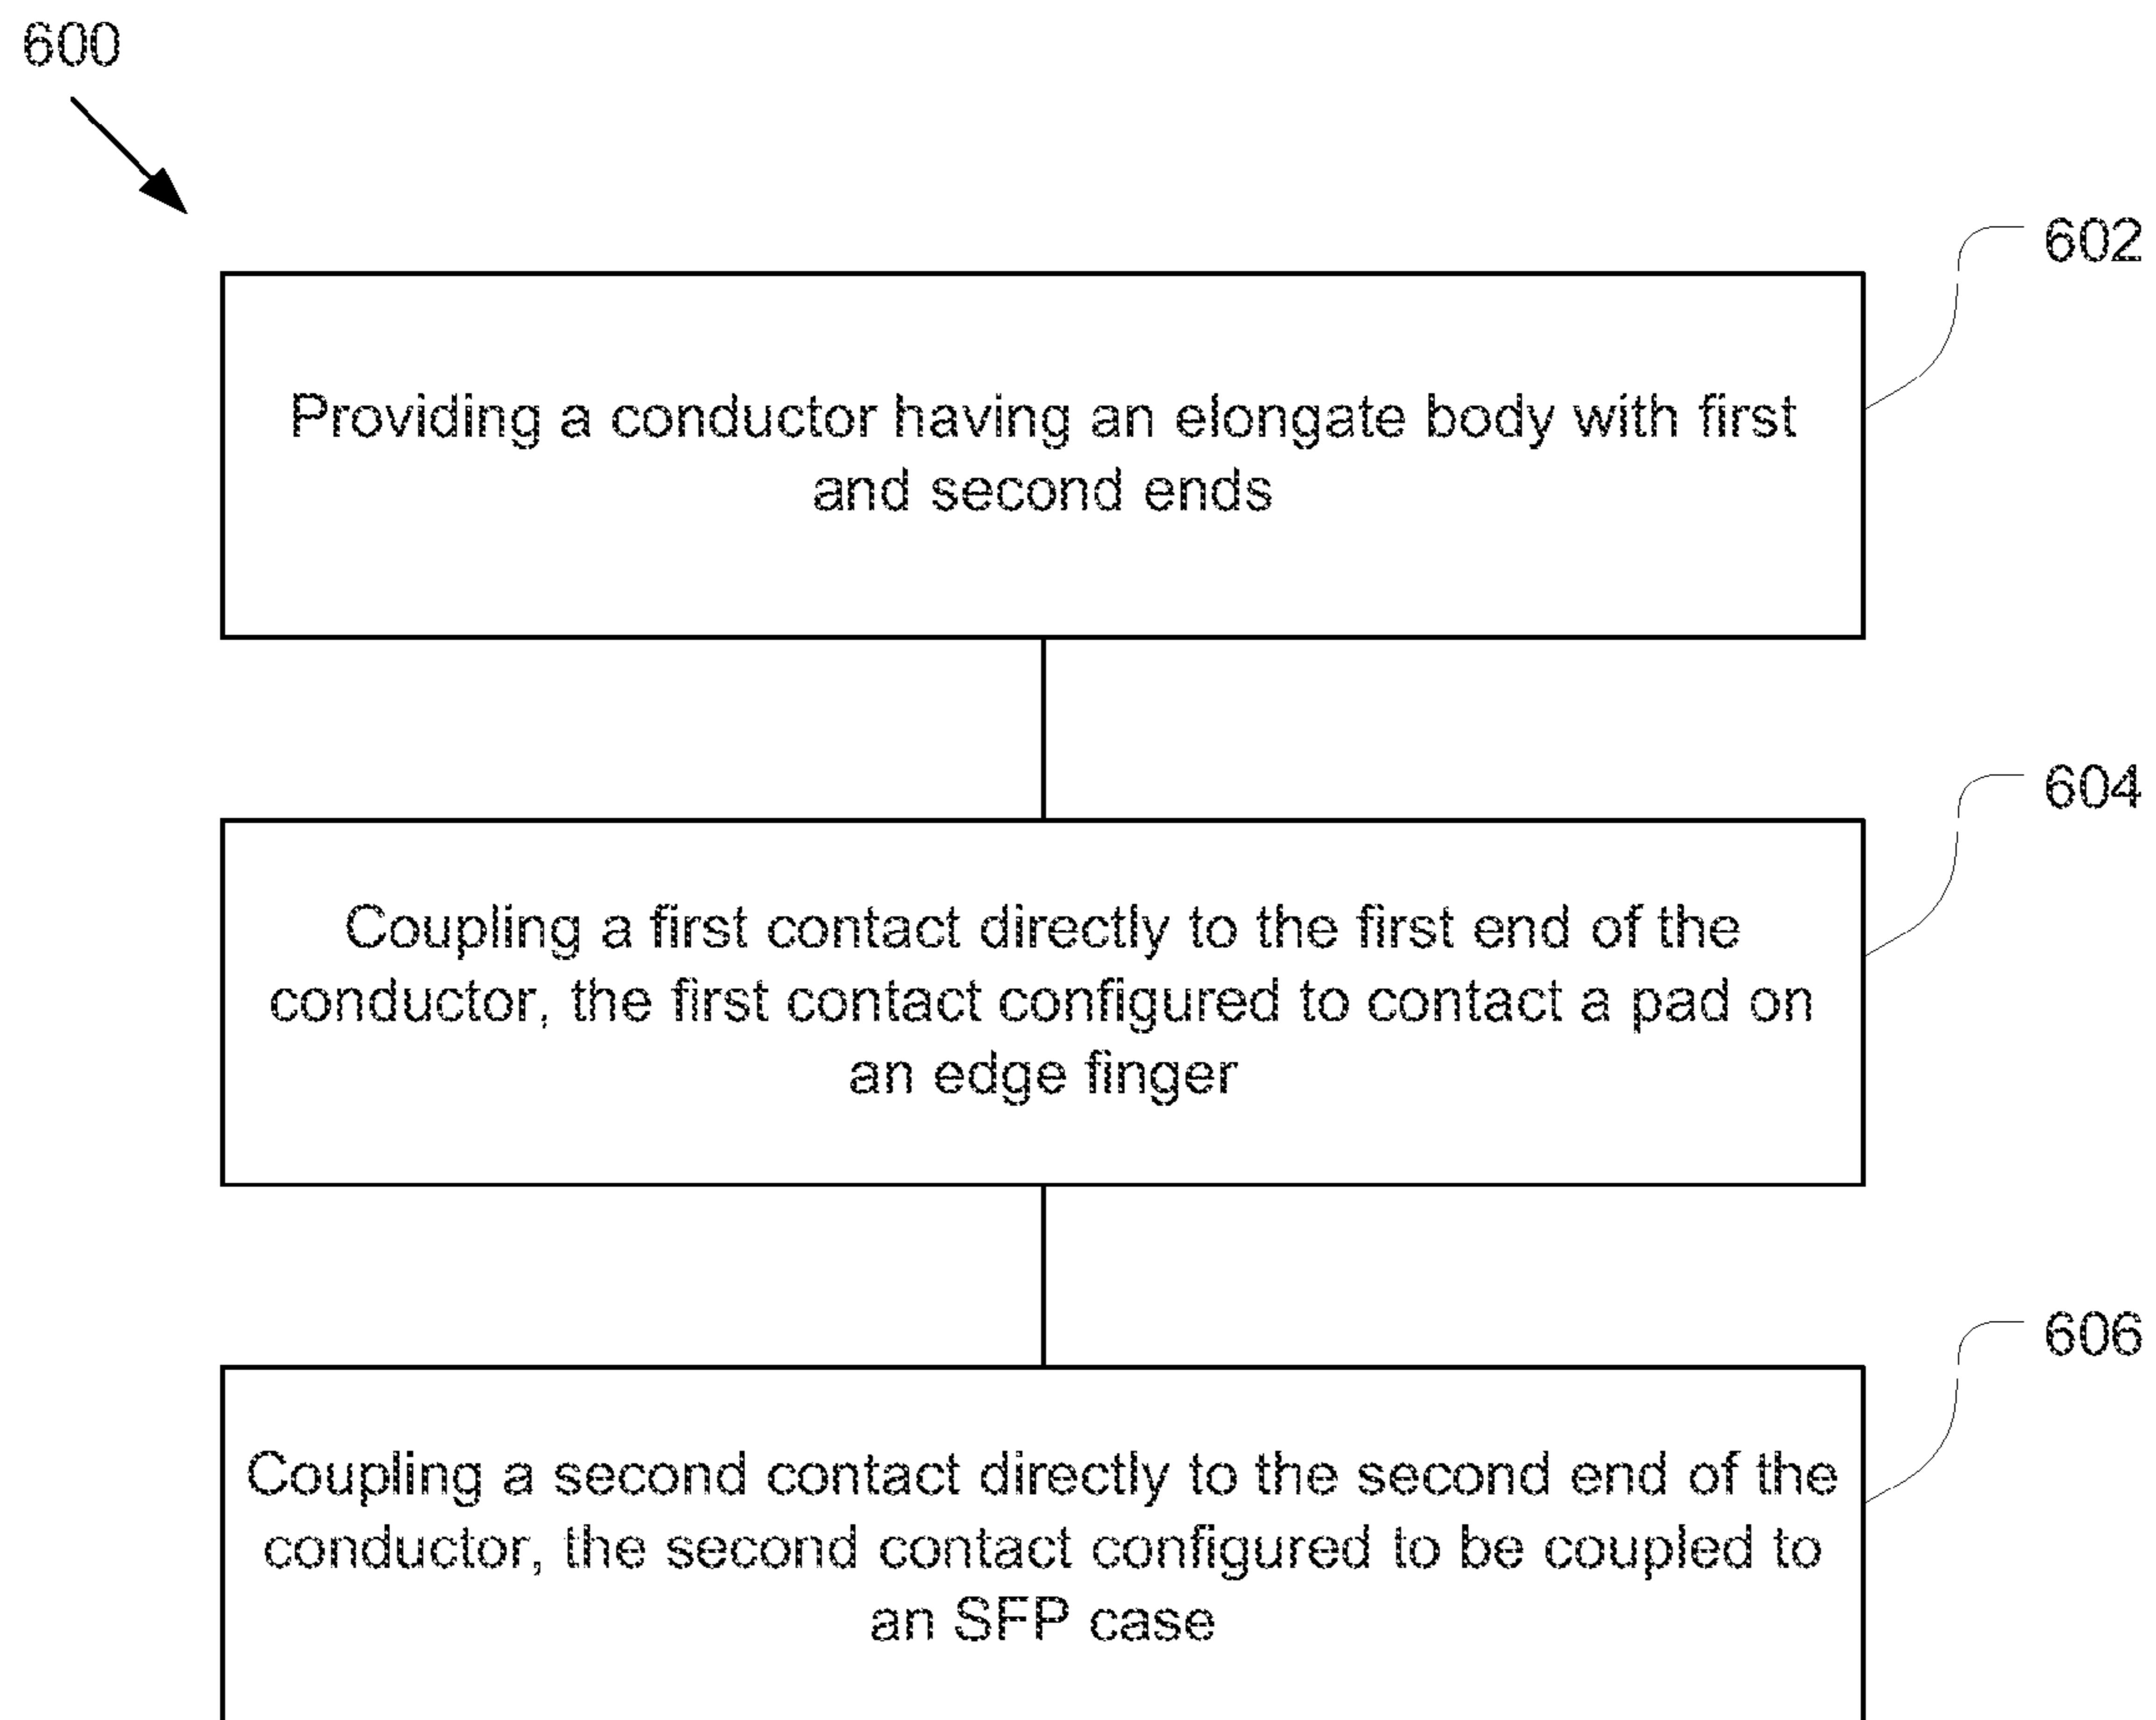 600
602
Providing a conductor having an elongate body with first
and second ends
604
Coupling a first contact directly to the first end of the
conductor, the first contact configured to contact a pad on
an edge finger
606
Coupling a second contact directly to the second end of the
conductor, the second contact configured to be coupled to
an SFP case